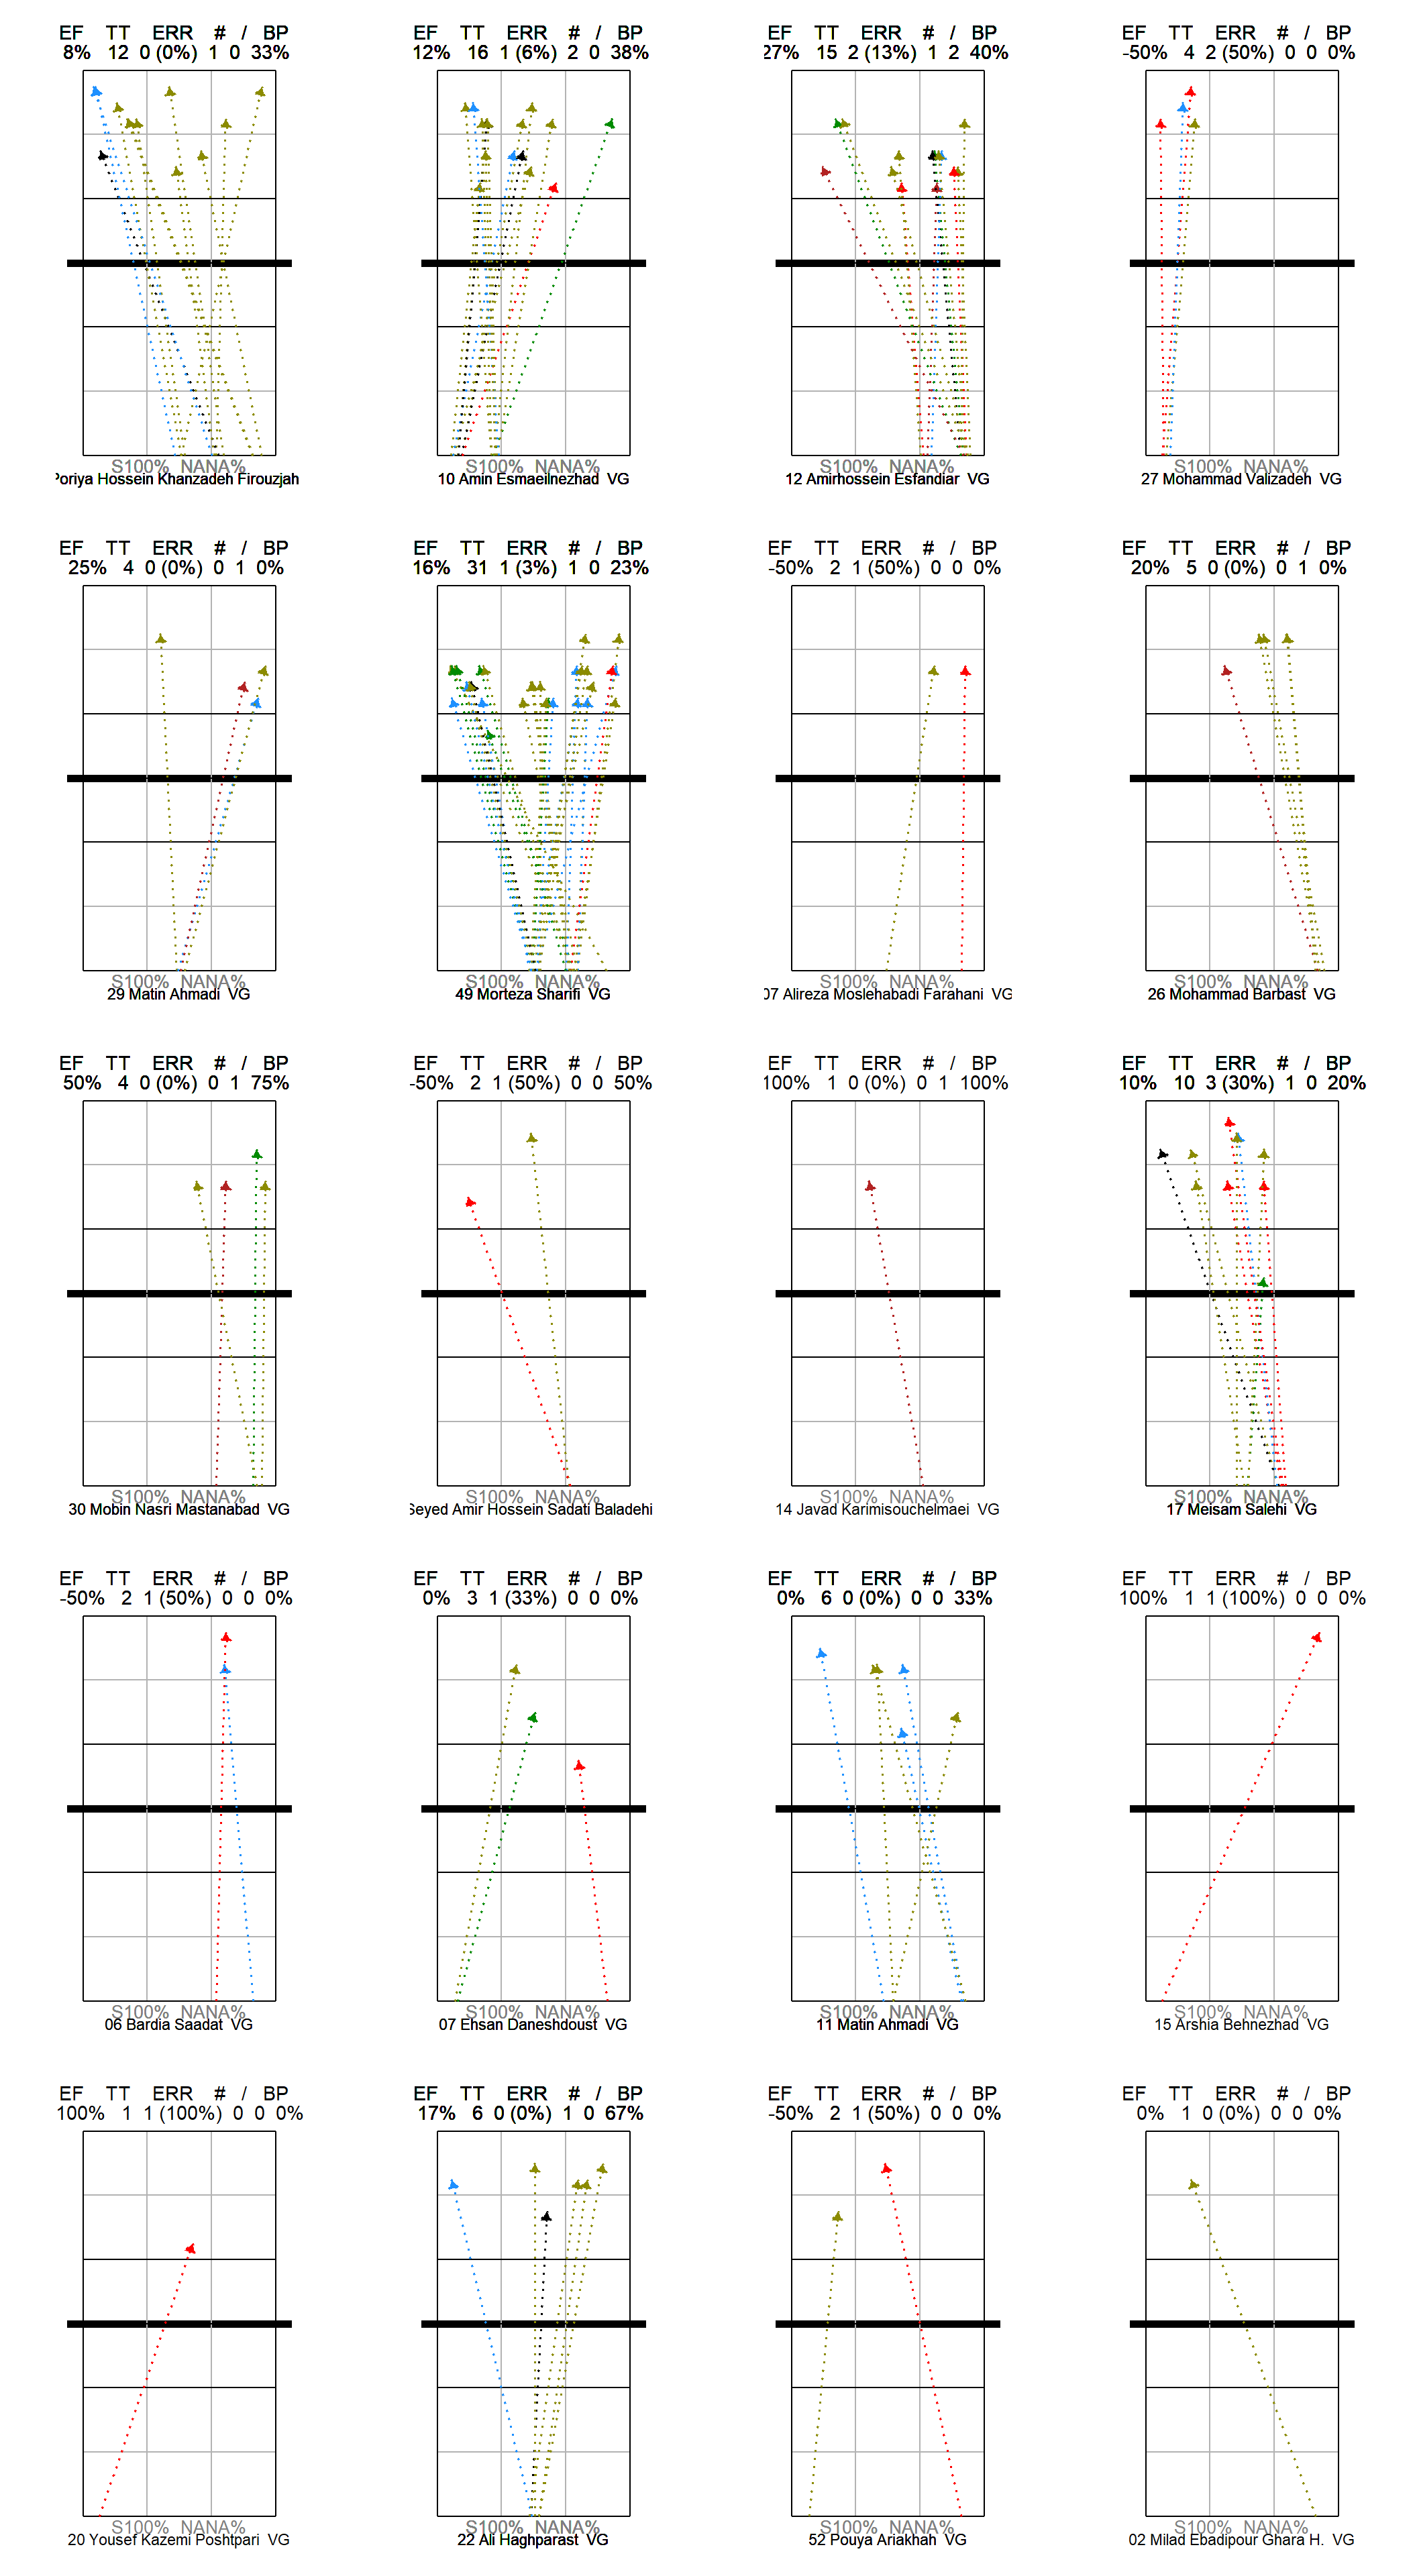 EF TT ERR # / BP
8% 12 0 (0%) 1 0 33%
S100% NANA%
Poriya Hossein Khanzadeh Firouzjah
EF TT ERR # / BP
12% 16 1 (6%) 2 0 38%
S100% NANA%
10 Amin Esmaeilnezhad VG
EF TT ERR # / BP
27% 15 2 (13%) 1 2 40%
S100% NANA%
12 Amirhossein Esfandiar VG
EF TT ERR # / BP
-50% 4 2 (50%) 0 0 0%
S100% NANA%
27 Mohammad Valizadeh VG
EF TT ERR # / BP
25% 4 0 (0%) 0 1 0%
S100% NANA%
29 Matin Ahmadi VG
EF TT ERR # / BP
16% 31 1 (3%) 1 0 23%
S100% NANA%
49 Morteza Sharifi VG
EF TT ERR # / BP
-50% 2 1 (50%) 0 0 0%
S100% NANA%
07 Alireza Moslehabadi Farahani VG
EF TT ERR # / BP
20% 5 0 (0%) 0 1 0%
S100% NANA%
26 Mohammad Barbast VG
EF TT ERR # / BP
50% 4 0 (0%) 0 1 75%
S100% NANA%
30 Mobin Nasri Mastanabad VG
EF TT ERR # / BP
-50% 2 1 (50%) 0 0 50%
S100% NANA%
Seyed Amir Hossein Sadati Baladehi
EF TT ERR # / BP
100% 1 0 (0%) 0 1 100%
S100% NANA%
14 Javad Karimisouchelmaei VG
EF TT ERR # / BP
10% 10 3 (30%) 1 0 20%
S100% NANA%
17 Meisam Salehi VG
EF TT ERR # / BP
-50% 2 1 (50%) 0 0 0%
S100% NANA%
06 Bardia Saadat VG
EF TT ERR # / BP
0% 3 1 (33%) 0 0 0%
S100% NANA%
07 Ehsan Daneshdoust VG
EF TT ERR # / BP
0% 6 0 (0%) 0 0 33%
S100% NANA%
11 Matin Ahmadi VG
EF TT ERR # / BP
100% 1 1 (100%) 0 0 0%
S100% NANA%
15 Arshia Behnezhad VG
EF TT ERR # / BP
100% 1 1 (100%) 0 0 0%
S100% NANA%
20 Yousef Kazemi Poshtpari VG
EF TT ERR # / BP
17% 6 0 (0%) 1 0 67%
S100% NANA%
22 Ali Haghparast VG
EF TT ERR # / BP
-50% 2 1 (50%) 0 0 0%
S100% NANA%
52 Pouya Ariakhah VG
EF TT ERR # / BP
0% 1 0 (0%) 0 0 0%
S100% NANA%
02 Milad Ebadipour Ghara H. VG